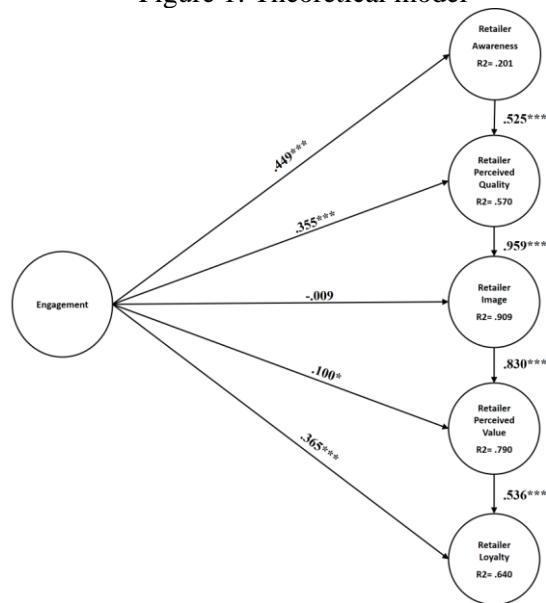 Figure 1: Theoretical model
Retailer
Awareness
R2= .201
.525***
.449***
Retailer
Perceived
Quality
R2= .570
.355***
.959***
Engagement
-.009
Retailer
Image
R2= .909
.830***
.100*
Retailer
Perceived
Value
R2= .790
.365***
.536***
Retailer
Loyalty
R2= .640